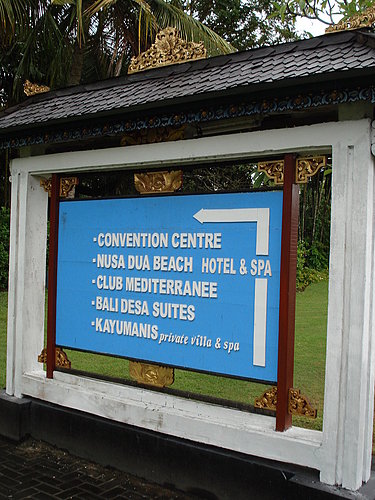 -CONVENTION CENTRE
-NUSA DUA BEACH HOTEL & SPA
-CLUB MEDITERRANEE
-BALI DESA SUITES
-KAYUMANIS private villa & spa